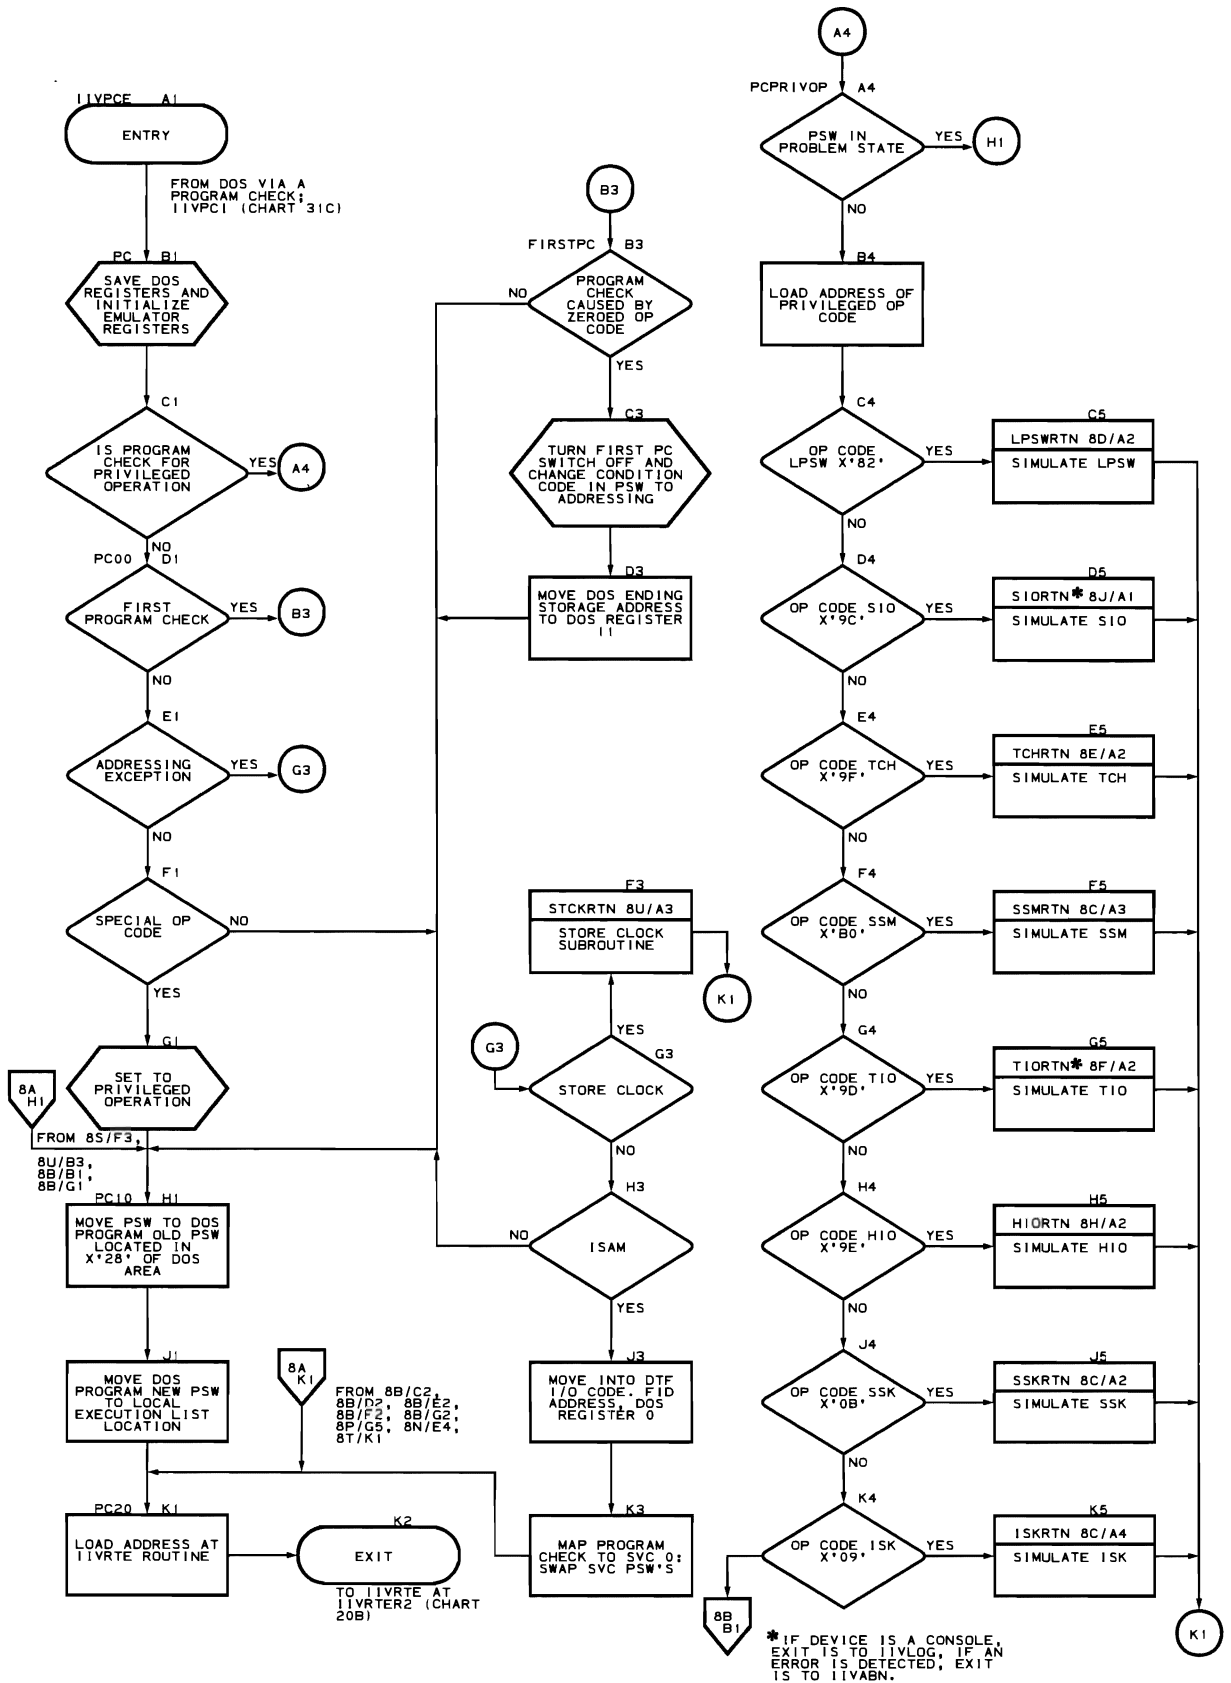 IIVPCE A1
ENTRY
FROM DOS VIA A
PROGRAM CHECK;
IIVPC1 (CHART 31C)
PC B1
SAVE DOS
REGISTERS AND
INITIALIZE
EMULATOR
REGISTERS
C1
IS PROGRAM
CHECK FOR
PRIVILEGED
OPERATION
YES
A4
NO
PC00 D1
FIRST
PROGRAM CHECK
YES
B3
NO
E1
ADDRESSING
EXCEPTION
YES
G3
NO
F1
SPECIAL OP
CODE
NO
YES
G1
SET TO
PRIVILEGED
OPERATION
8A
H1
FROM 8S/F3,
8U/B3,
8B/B1,
8B/G1
PC10 H1
MOVE PSW TO DOS
PROGRAM OLD PSW
LOCATED IN
X'28' OF DOS
AREA
J1
MOVE DOS
PROGRAM NEW PSW
TO LOCAL
EXECUTION LIST
LOCATION
8A
K1
FROM 8B/C2,
8B/D2, 8B/E2,
8B/F2, 8B/G2,
8P/G5, 8N/E4,
8T/K1
PC20 K1
LOAD ADDRESS AT
IIVRTE ROUTINE
K2
EXIT
TO IIVRTE AT
IIVRTER2 (CHART
20B)
B3
FIRSTPC B3
PROGRAM
CHECK
CAUSED BY
ZEROED OP
CODE
NO
YES
C3
TURN FIRST PC
SWITCH OFF AND
CHANGE CONDITION
CODE IN PSW TO
ADDRESSING
D3
MOVE DOS ENDING
STORAGE ADDRESS
TO DOS REGISTER
11
F3
STCKRTN 8U/A3
STORE CLOCK
SUBROUTINE
K1
YES
G3
G3
STORE CLOCK
NO
H3
ISAM
NO
YES
J3
MOVE INTO DTF
I/O CODE. FID
ADDRESS, DOS
REGISTER 0
K3
MAP PROGRAM
CHECK TO SVC 0;
SWAP SVC PSW'S
A4
PCPRIVOP A4
PSW IN
PROBLEM STATE
YES
H1
NO
B4
LOAD ADDRESS OF
PRIVILEGED OP
CODE
C4
OP CODE
LPSW X'82'
YES
C5
LPSWRTN 8D/A2
SIMULATE LPSW
NO
D4
OP CODE SIO
X'9C'
YES
D5
SIORTN* 8J/A1
SIMULATE SIO
NO
E4
OP CODE TCH
X'9F'
YES
E5
TCHRTN 8E/A2
SIMULATE TCH
NO
F4
OP CODE SSM
X'B0'
YES
F5
SSMRTN 8C/A3
SIMULATE SSM
NO
G4
OP CODE TIO
X'9D'
YES
G5
TIORTN* 8F/A2
SIMULATE TIO
NO
H4
OP CODE HIO
X'9E'
YES
H5
HIORTN 8H/A2
SIMULATE HIO
NO
J4
OP CODE SSK
X'0B'
YES
J5
SSKRTN 8C/A2
SIMULATE SSK
NO
K4
OP CODE ISK
X'09'
YES
K5
ISKRTN 8C/A4
SIMULATE ISK
8B
B1
K1
*IF DEVICE IS A CONSOLE,
EXIT IS TO IIVLOG, IF AN
ERROR IS DETECTED, EXIT
IS TO IIVABN.